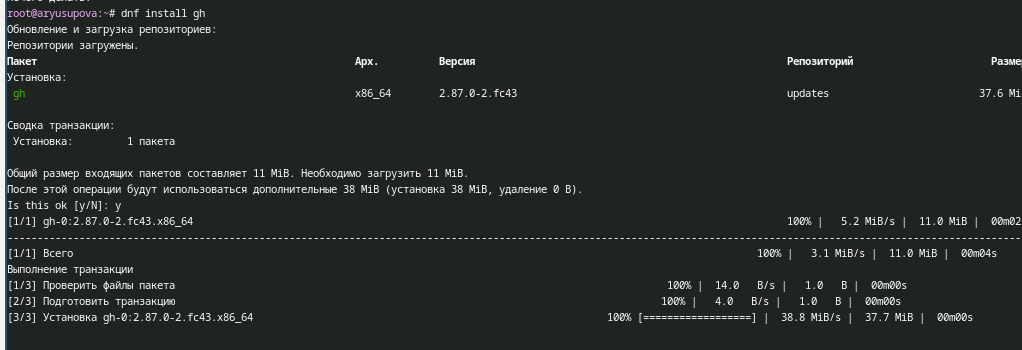 root@aryusupova:~# dnf install gh
Обновление и загрузка репозиториев:
Репозитории загружены.
Пакет Арх. Версия Репозиторий Разме
Установка:
gh x86_64 2.87.0-2.fc43 updates 37.6 Mi
Сводка транзакции:
Установка: 1 пакета
Общий размер входящих пакетов составляет 11 MiB. Необходимо загрузить 11 MiB.
После этой операции будут использоваться дополнительные 38 MiB (установка 38 MiB, удаление 0 B).
Is this ok [y/N]: y
[1/1] gh-0:2.87.0-2.fc43.x86_64 100% | 5.2 MiB/s | 11.0 MiB | 00m02
--------------------------------------------------------------------------------
[1/1] Всего 100% | 3.1 MiB/s | 11.0 MiB | 00m04s
Выполнение транзакции
[1/3] Проверить файлы пакета 100% | 14.0 B/s | 1.0 B | 00m00s
[2/3] Подготовить транзакцию 100% | 4.0 B/s | 1.0 B | 00m00s
[3/3] Установка gh-0:2.87.0-2.fc43.x86_64 100% [==================] | 38.8 MiB/s | 37.7 MiB | 00m00s